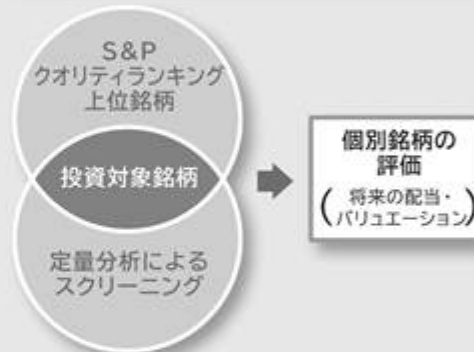 S&P
クオリティランキング
上位銘柄
投資対象銘柄
定量分析による
スクリーニング
個別銘柄の
評価
(将来の配当・
バリュエーション)